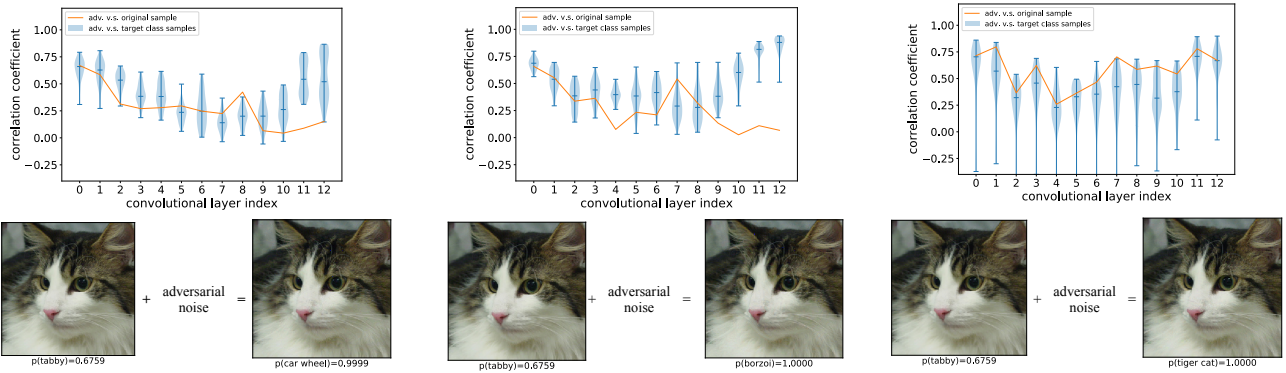 adv. v.s. original sample
adv. v.s. target class samples
correlation coefficient
1.00
0.75
0.50
0.25
0.00
−0.25
0 1 2 3 4 5 6 7 8 9 10 11 12
convolutional layer index
adv. v.s. original sample
adv. v.s. target class samples
correlation coefficient
1.00
0.75
0.50
0.25
0.00
−0.25
0 1 2 3 4 5 6 7 8 9 10 11 12
convolutional layer index
adv. v.s. original sample
adv. v.s. target class samples
correlation coefficient
1.00
0.75
0.50
0.25
0.00
−0.25
0 1 2 3 4 5 6 7 8 9 10 11 12
convolutional layer index
+ adversarial =
noise
p(tabby)=0.6759
p(car wheel)=0.9999
+ adversarial =
noise
p(tabby)=0.6759
p(borzoi)=1.0000
+ adversarial =
noise
p(tabby)=0.6759
p(tiger cat)=1.0000